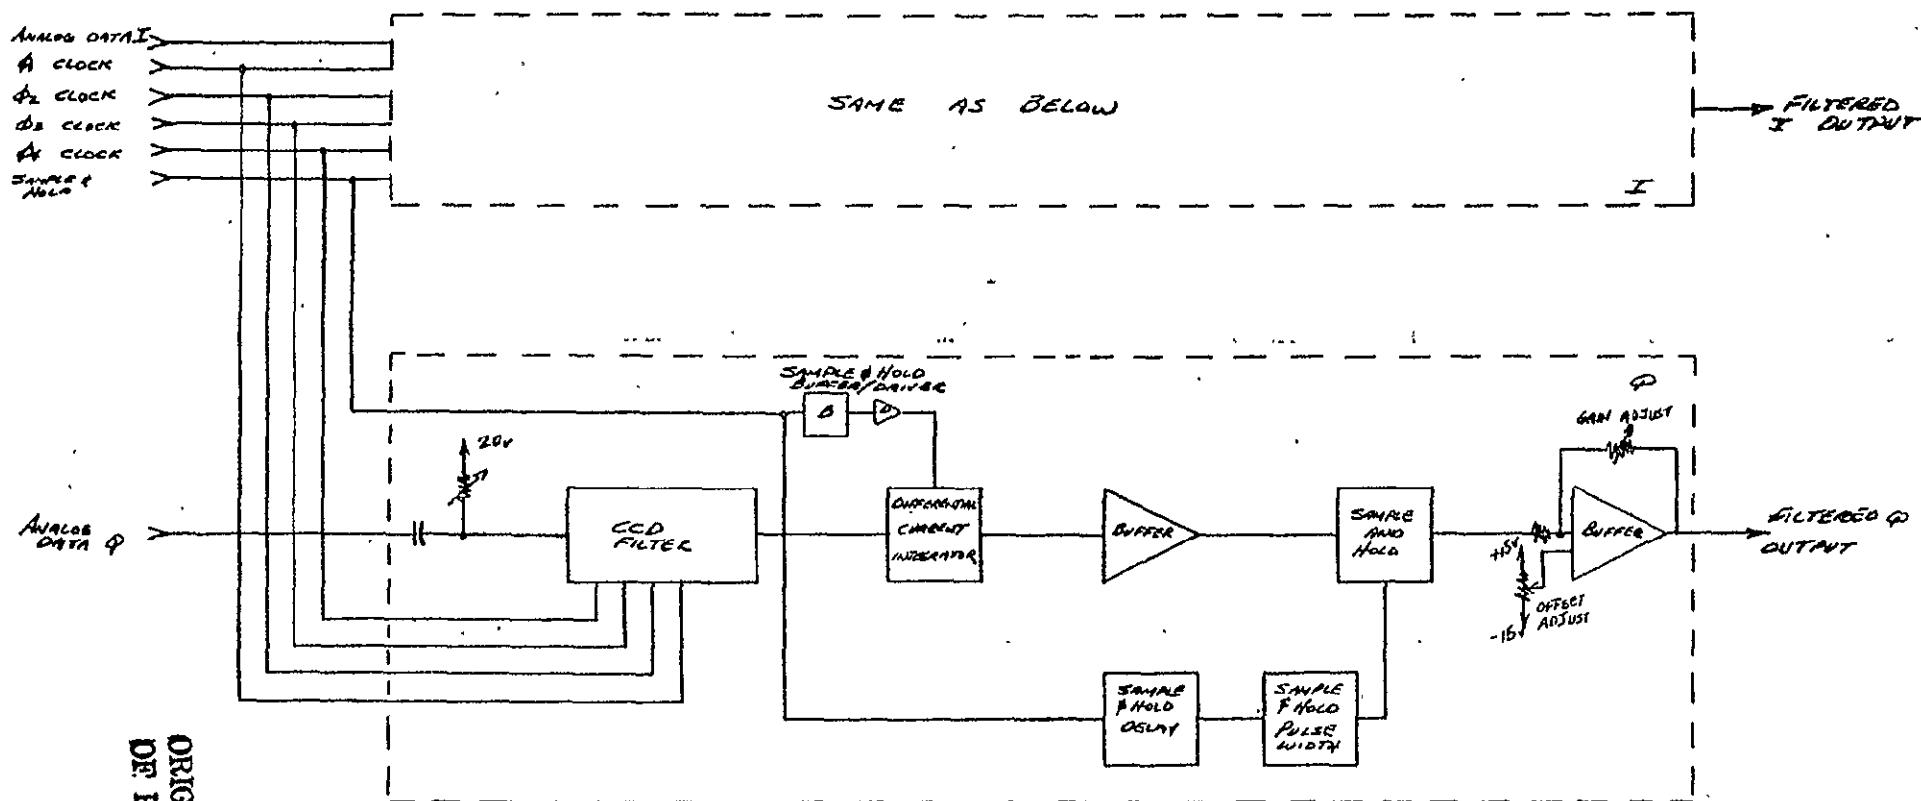 ANALOG DATA I
φ1 CLOCK
φ2 CLOCK
φ3 CLOCK
φ4 CLOCK
SAMPLE &
HOLD
SAME AS BELOW
I
FILTERED
I OUTPUT
SAMPLE & HOLD
BUFFER/DRIVER
B
D
Q
GAIN ADJUST
20v
ANALOG
DATA Q
CCD
FILTER
DIFFERENTIAL
CURRENT
INTEGRATOR
BUFFER
SAMPLE
AND
HOLD
+15v
-15v
OFFSET
ADJUST
BUFFER
FILTERED Q
OUTPUT
SAMPLE
& HOLD
DELAY
SAMPLE
& HOLD
PULSE
WIDTH
ORIG